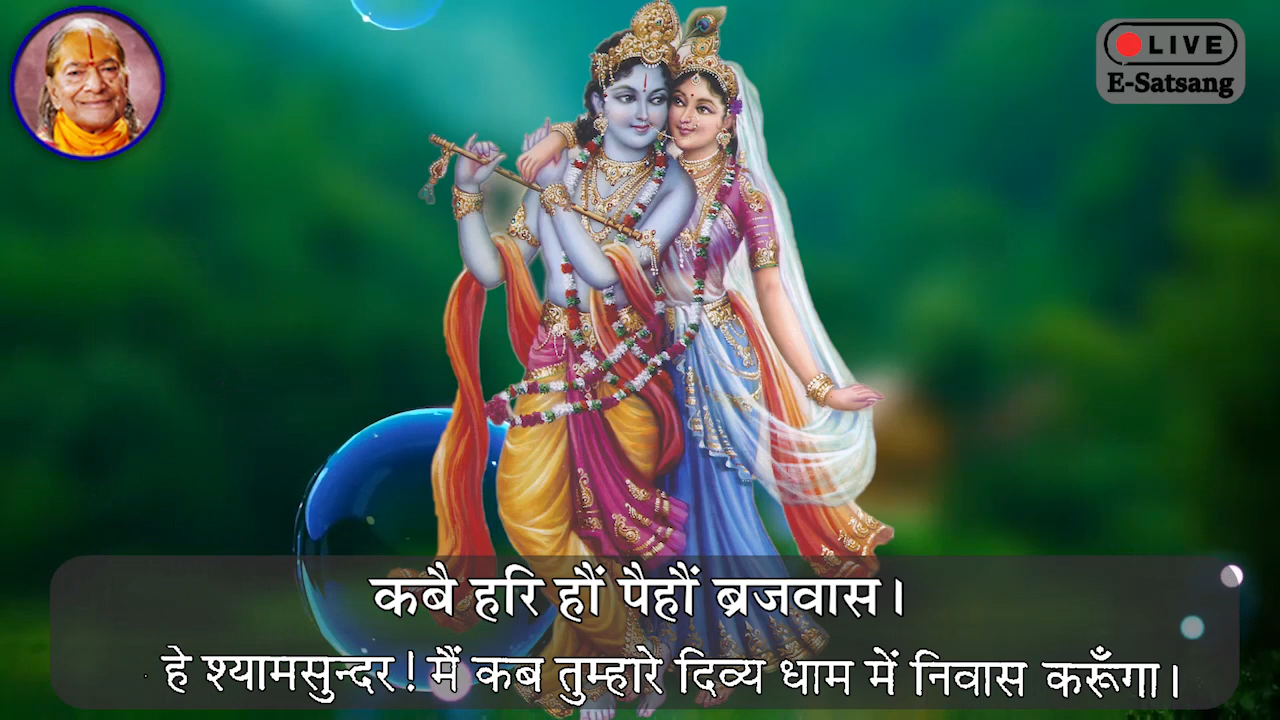 LIVE
E-Satsang
कबै हरि हौं पैहौं ब्रजवास।
हे श्यामसुन्दर! मैं कब तुम्हारे दिव्य धाम में निवास करूँगा।